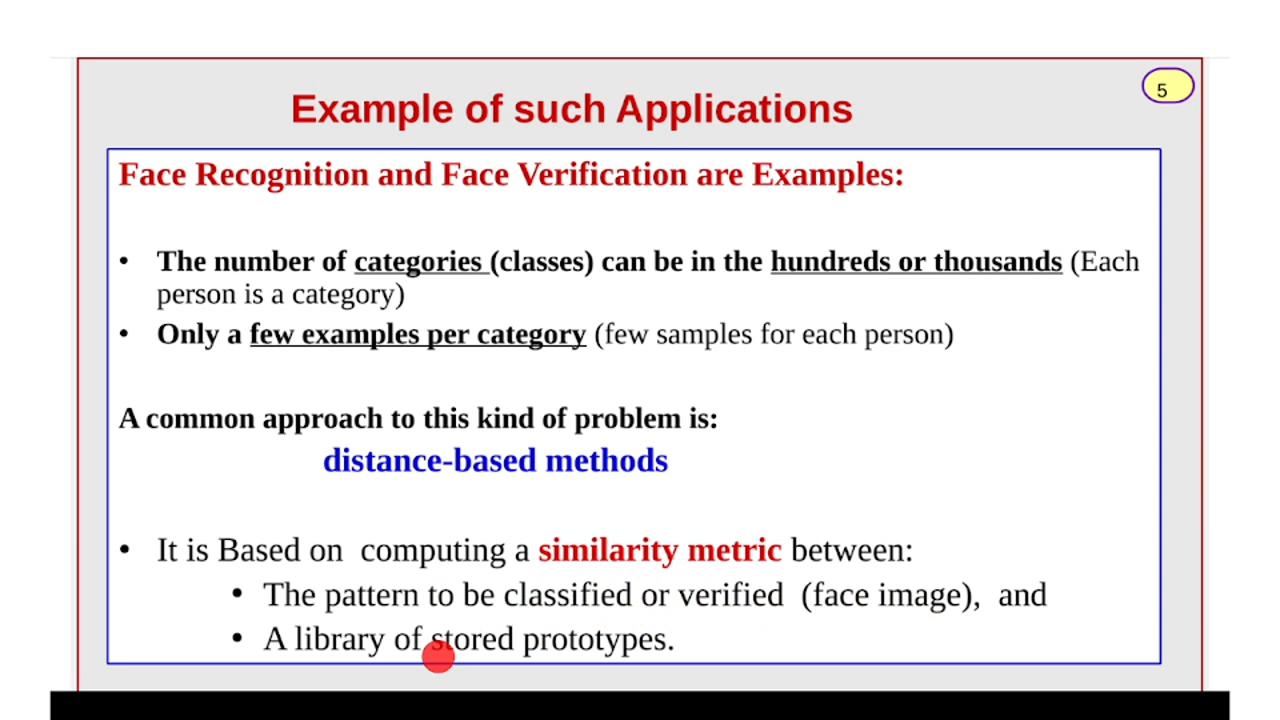 5
Example of such Applications
Face Recognition and Face Verification are Examples:
• The number of categories (classes) can be in the hundreds or thousands (Each
person is a category)
• Only a few examples per category (few samples for each person)
A common approach to this kind of problem is:
distance-based methods
• It is Based on computing a similarity metric between:
• The pattern to be classified or verified (face image), and
• A library of stored prototypes.